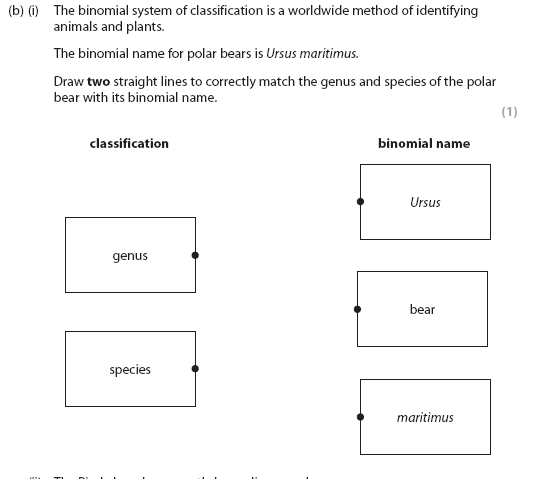 (b) (i) The binomial system of classification is a worldwide method of identifying
animals and plants.
The binomial name for polar bears is Ursus maritimus.
Draw two straight lines to correctly match the genus and species of the polar
bear with its binomial name.
(1)
classification
binomial name
Ursus
genus
bear
species
maritimus